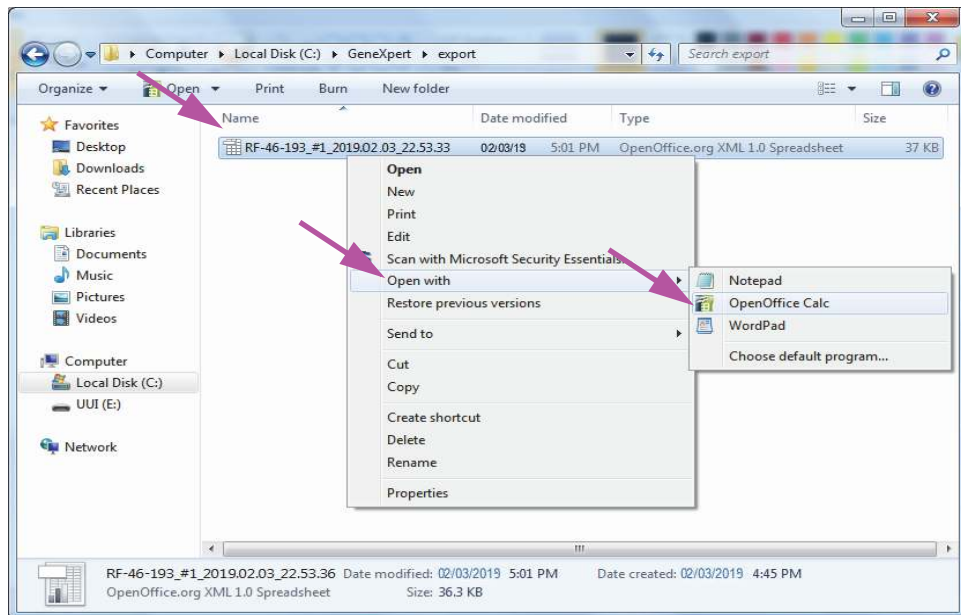 Computer Local Disk (C:) GeneXpert export Search export
Organize Open Print Burn New folder
Name Date modified Type Size
RF-46-193_#1_2019.02.03_22.53.33 02/03/19 5:01 PM OpenOffice.org XML 1.0 Spreadsheet 37 KB
Favorites
Desktop
Downloads
Recent Places
Libraries
Documents
Music
Pictures
Videos
Computer
Local Disk (C:)
UUI (E:)
Network
Open
New
Print
Edit
Scan with Microsoft Security Essentials...
Open with
Restore previous versions
Send to
Cut
Copy
Create shortcut
Delete
Rename
Properties
Notepad
OpenOffice Calc
WordPad
Choose default program...
RF-46-193_#1_2019.02.03_22.53.36 Date modified: 02/03/2019 5:01 PM Date created: 02/03/2019 4:45 PM
OpenOffice.org XML 1.0 Spreadsheet Size: 36.3 KB